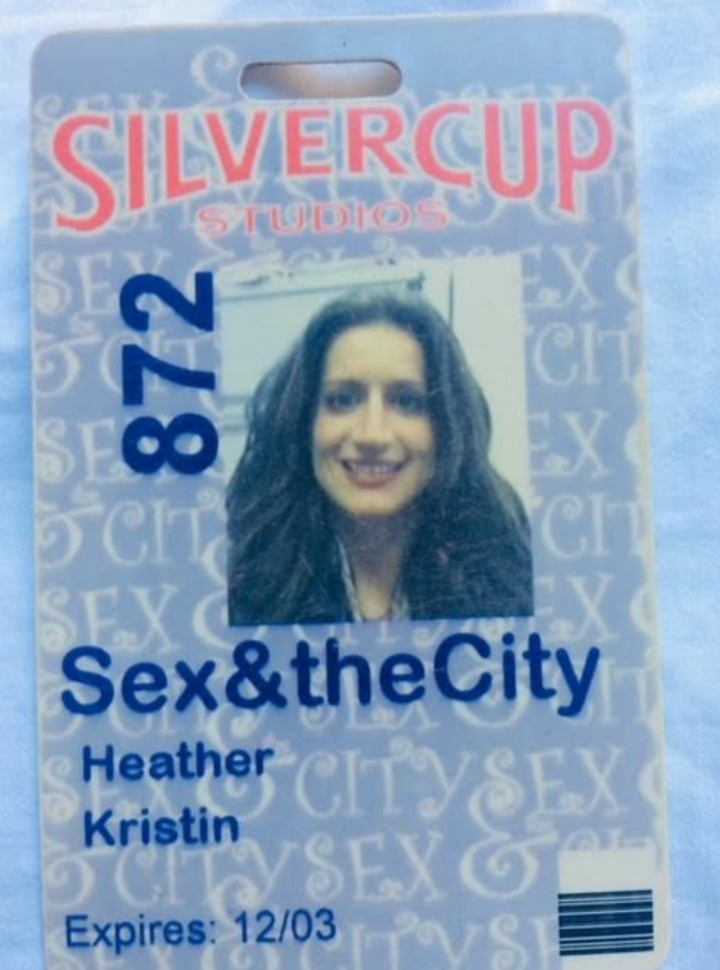 SILVERCUP
STUDIOS
872
Sex&theCity
Heather
Kristin
Expires: 12/03